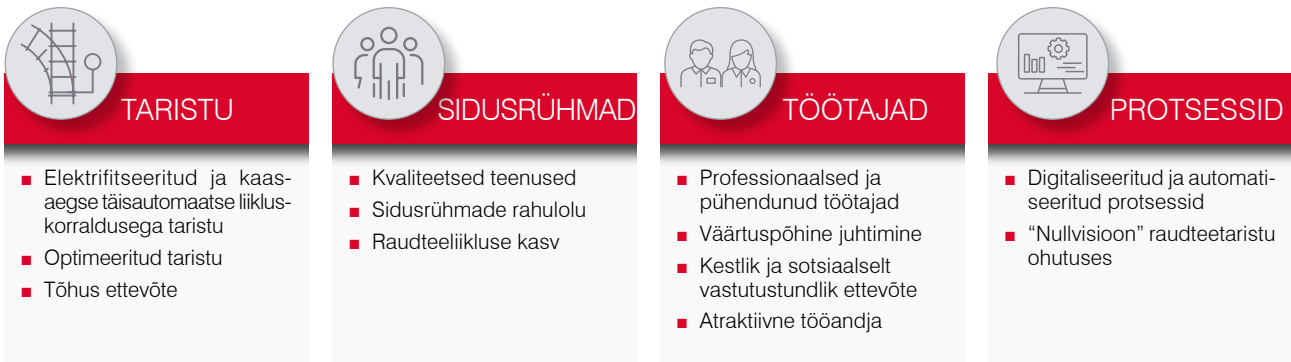 TARISTU
Elektrifitseeritud ja kaas-
aegse täisautomaatse liiklus-
korraldusega taristu
Optimeeritud taristu
Tõhus ettevõte
SIDUSRÜHMAD
Kvaliteetsed teenused
Sidusrühmade rahulolu
Raudteeliikluse kasv
TÖÖTAJAD
Professionaalsed ja
pühendunud töötajad
Väärtuspõhine juhtimine
Kestlik ja sotsiaalselt
vastutustundlik ettevõte
Atraktiivne tööandja
PROTSESSID
Digitaliseeritud ja automati-
seeritud protsessid
“Nullvisioon” raudteetaristu
ohutuses